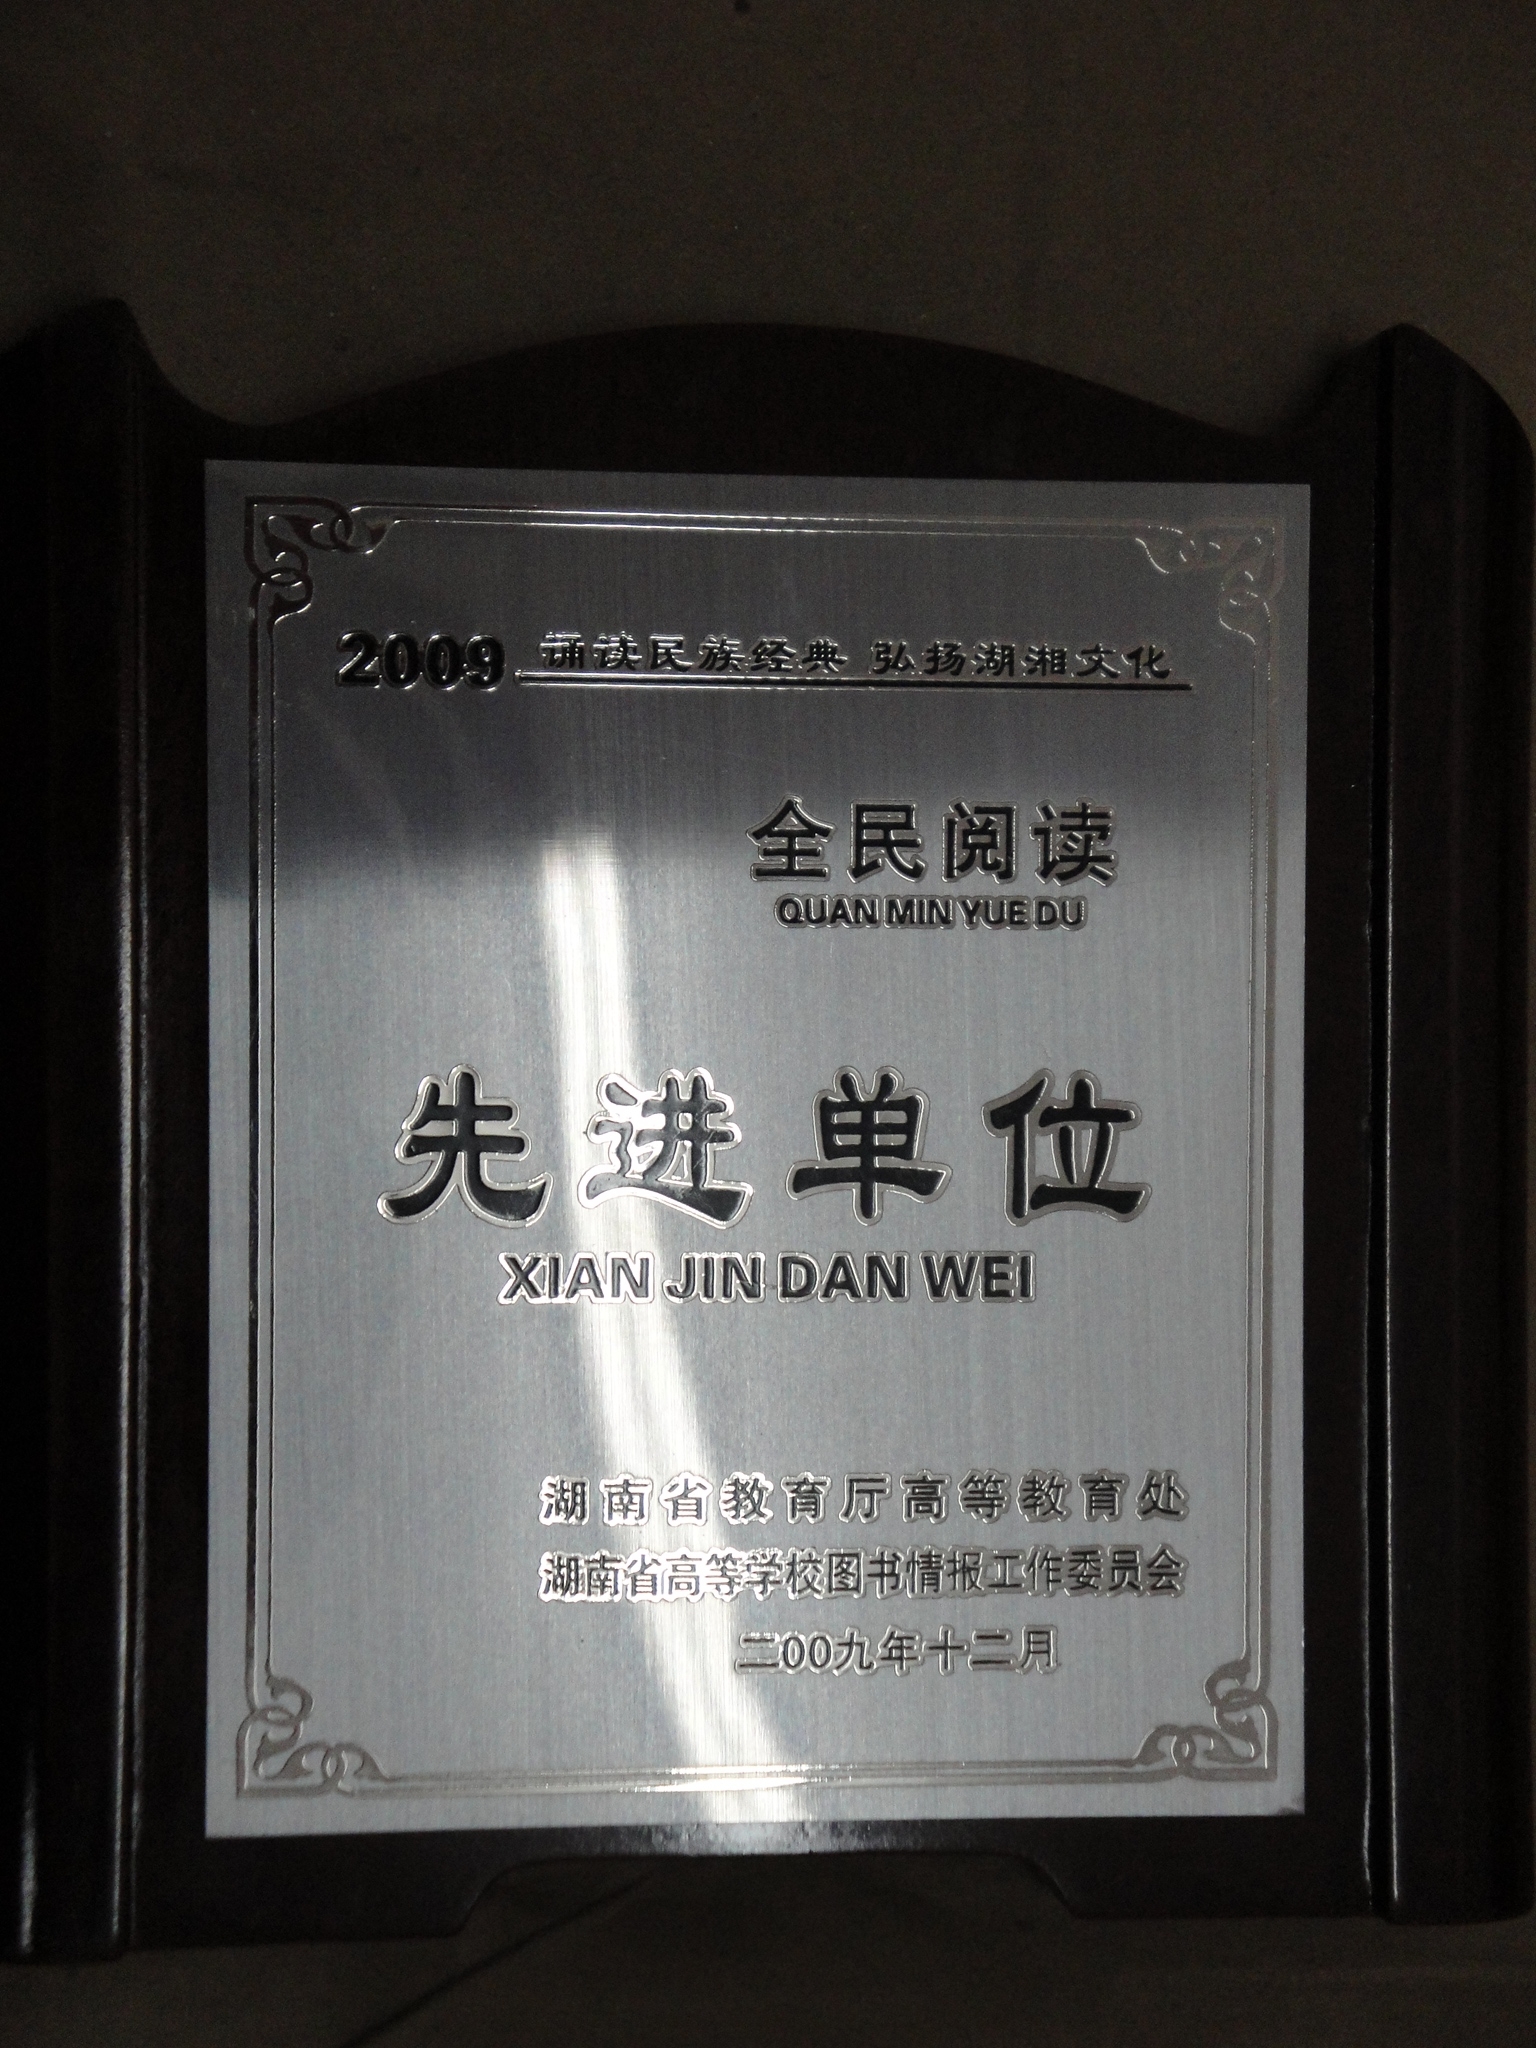 2009 诵读民族经典 弘扬湖湘文化
全民阅读
QUAN MIN YUE DU
先进单位
XIAN JIN DAN WEI
湖南省教育厅高等教育处
湖南省高等学校图书情报工作委员会
二00九年十二月